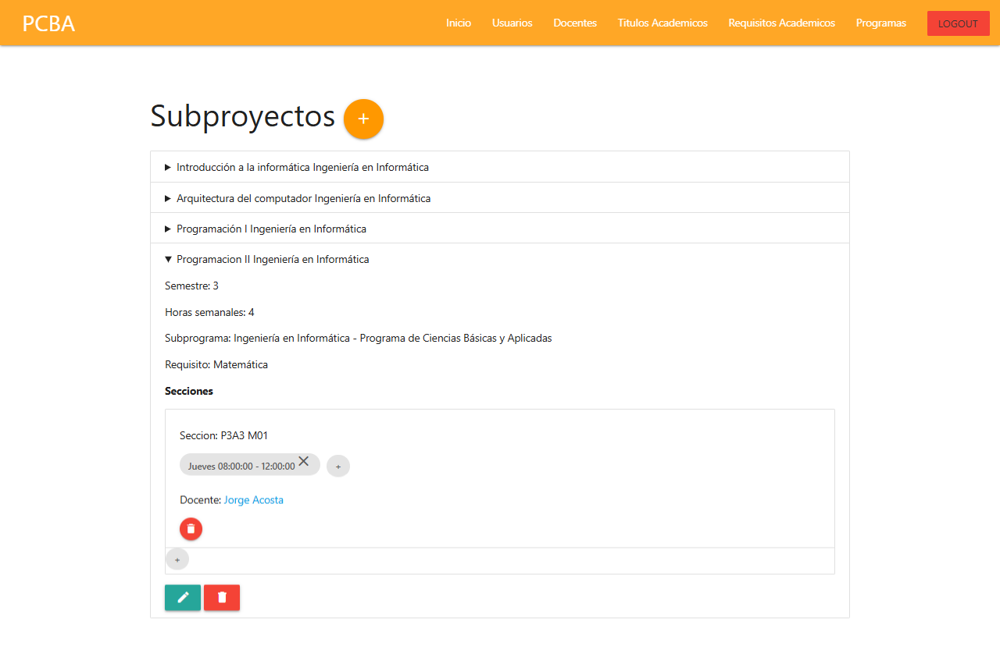 PCBA Inicio Usuarios Docentes Titulos Academicos Requisitos Academicos Programas LOGOUT
Subproyectos +
Introducción a la informática Ingeniería en Informática
Arquitectura del computador Ingeniería en Informática
Programación I Ingeniería en Informática
Programacion II Ingeniería en Informática
Semestre: 3
Horas semanales: 4
Subprograma: Ingeniería en Informática - Programa de Ciencias Básicas y Aplicadas
Requisito: Matemática
Secciones
Seccion: P3A3 M01
Jueves 08:00:00 - 12:00:00 +
Docente: Jorge Acosta
+